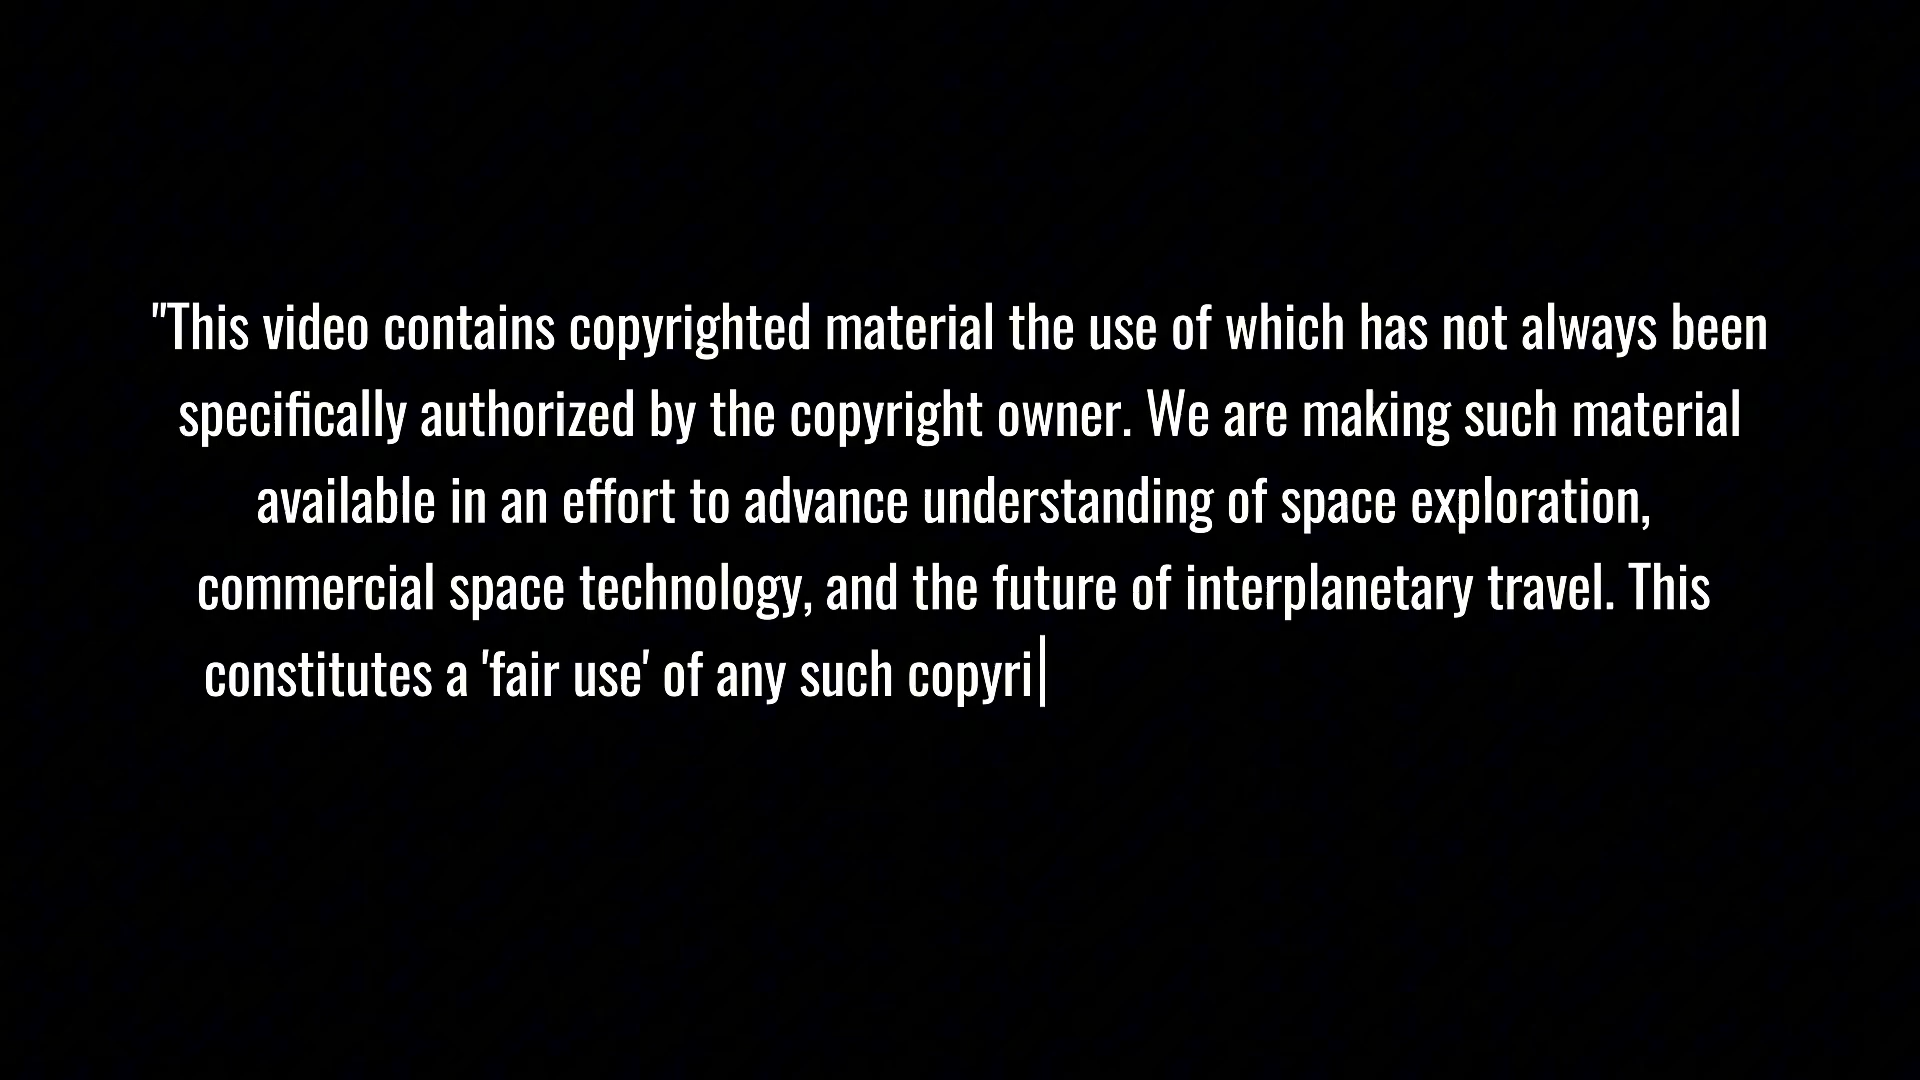 "This video contains copyrighted material the use of which has not always been
specifically authorized by the copyright owner. We are making such material
available in an effort to advance understanding of space exploration,
commercial space technology, and the future of interplanetary travel. This
constitutes a 'fair use' of any such copyri